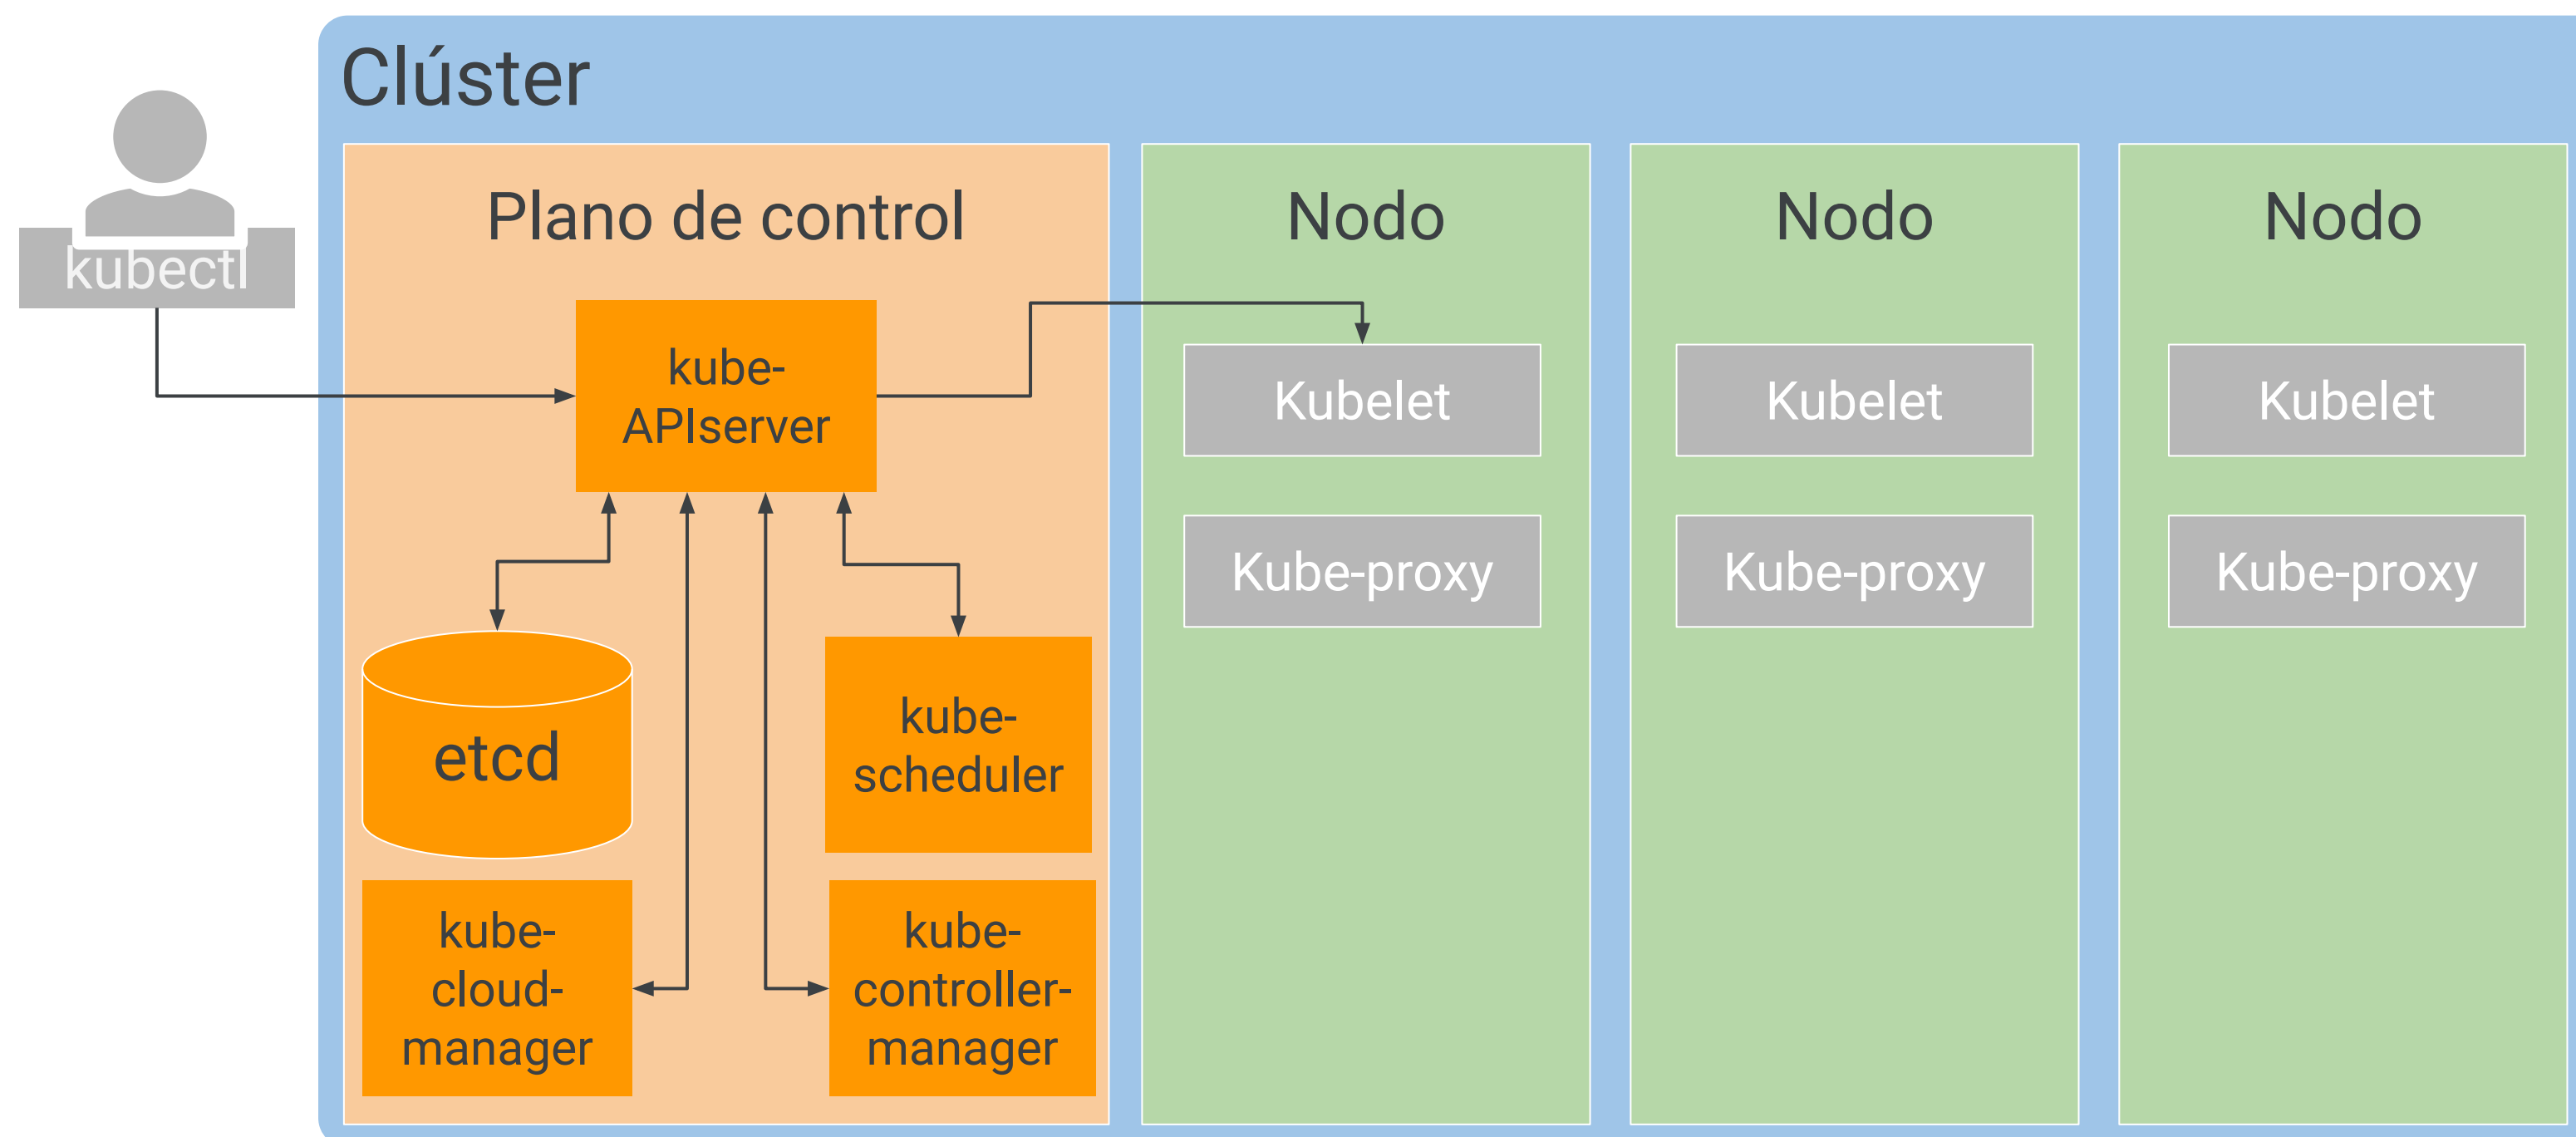 Clúster
kubectl
Plano de control
kube-
APIserver
etcd
kube-
scheduler
kube-
cloud-
manager
kube-
controller-
manager
Nodo
Kubelet
Kube-proxy
Nodo
Kubelet
Kube-proxy
Nodo
Kubelet
Kube-proxy